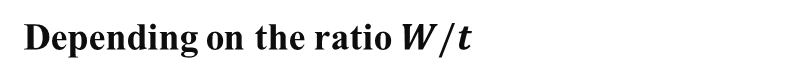 Depending on the ratio W/t